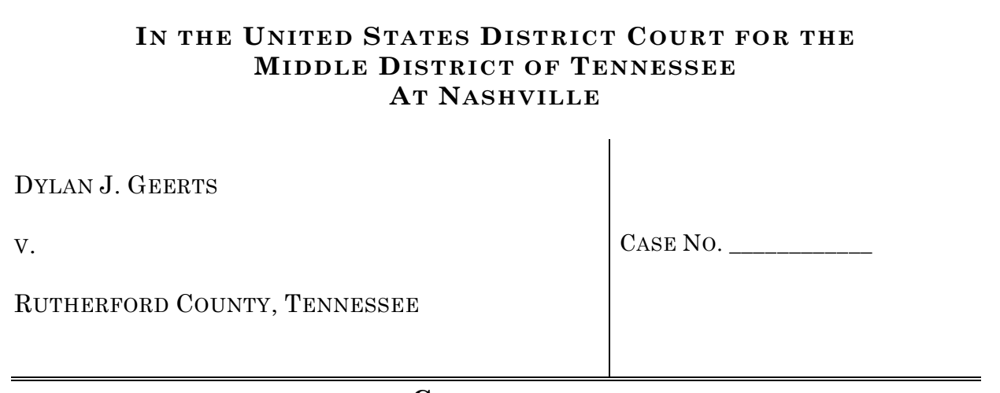 In the United States District Court for the
Middle District of Tennessee
At Nashville
Dylan J. Geerts
v.
Rutherford County, Tennessee
Case No. ____________